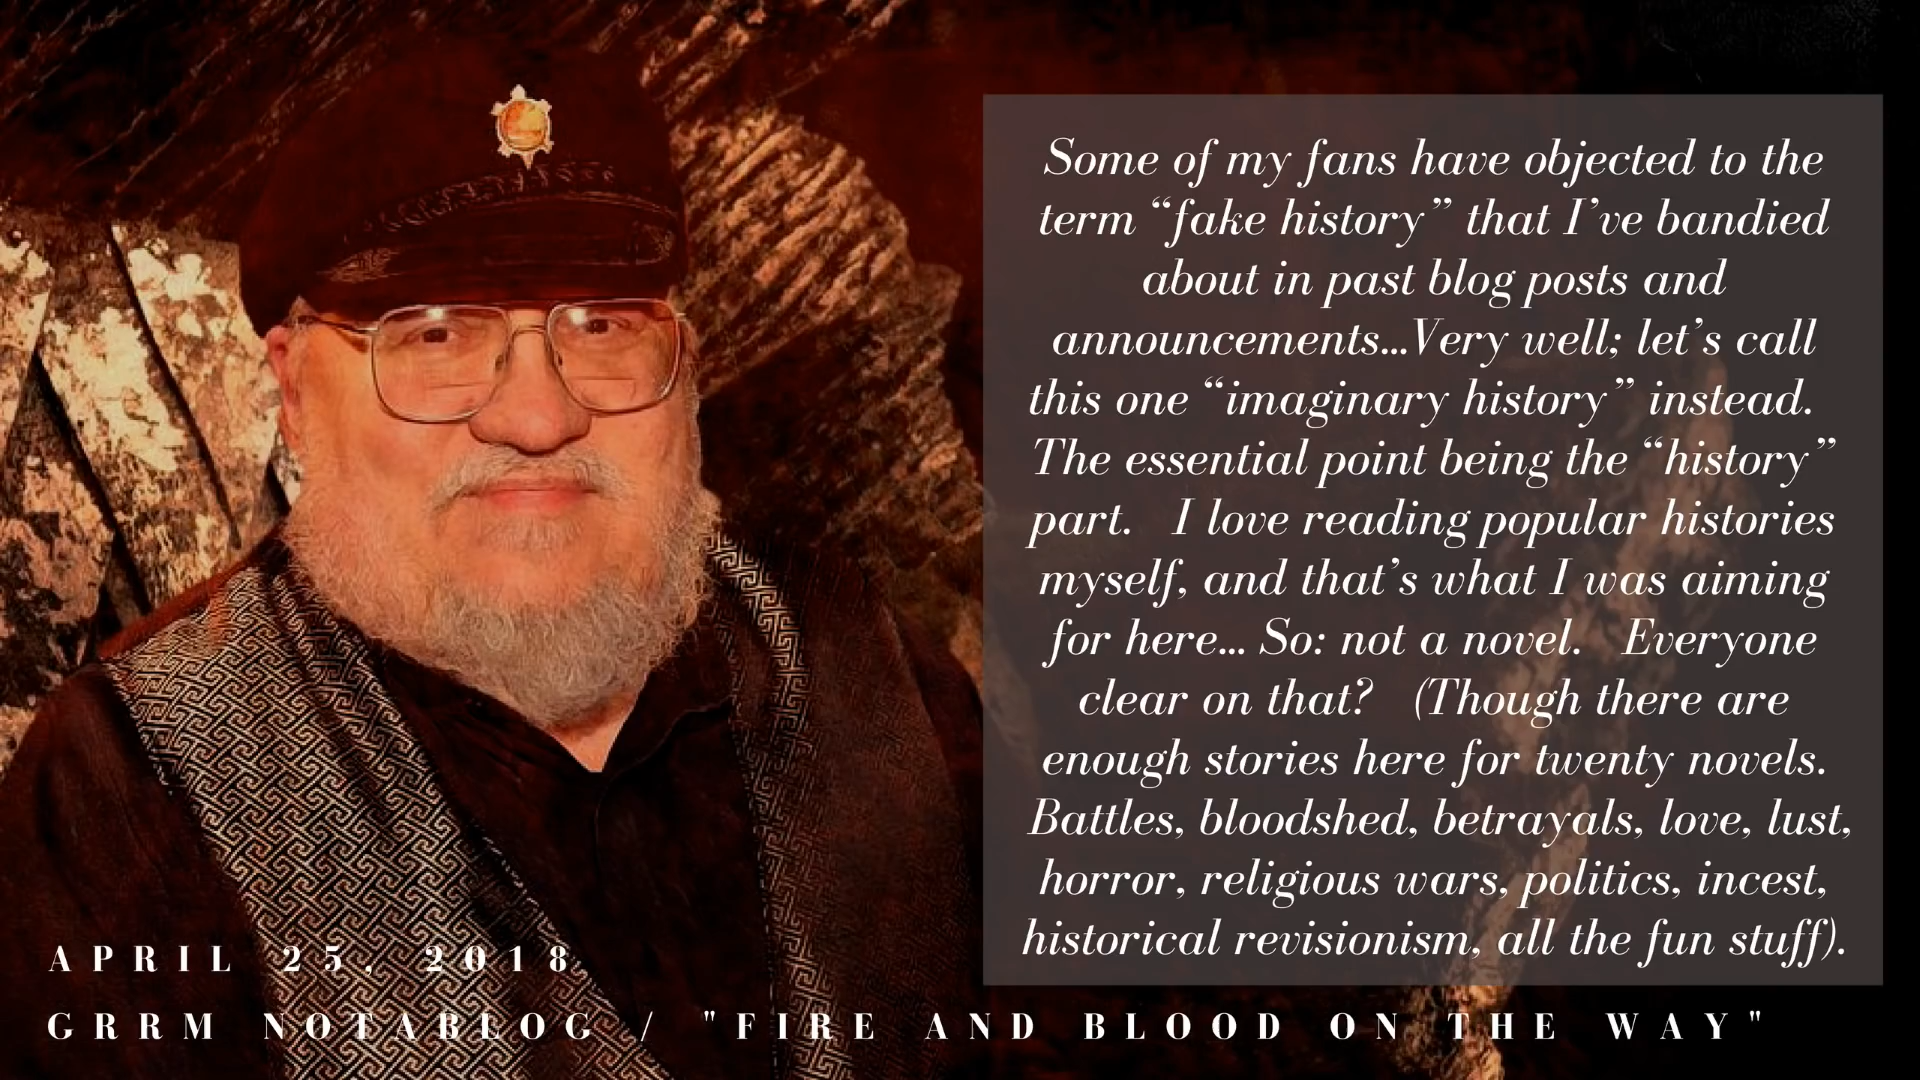 Some of my fans have objected to the
term “fake history” that I’ve bandied
about in past blog posts and
announcements...Very well; let’s call
this one “imaginary history” instead.
The essential point being the “history”
part.   I love reading popular histories
myself, and that’s what I was aiming
for here... So: not a novel.   Everyone
clear on that?   (Though there are
enough stories here for twenty novels.
Battles, bloodshed, betrayals, love, lust,
horror, religious wars, politics, incest,
historical revisionism, all the fun stuff).
APRIL 25, 2018
GRRM NOTABLOG / "FIRE AND BLOOD ON THE WAY"